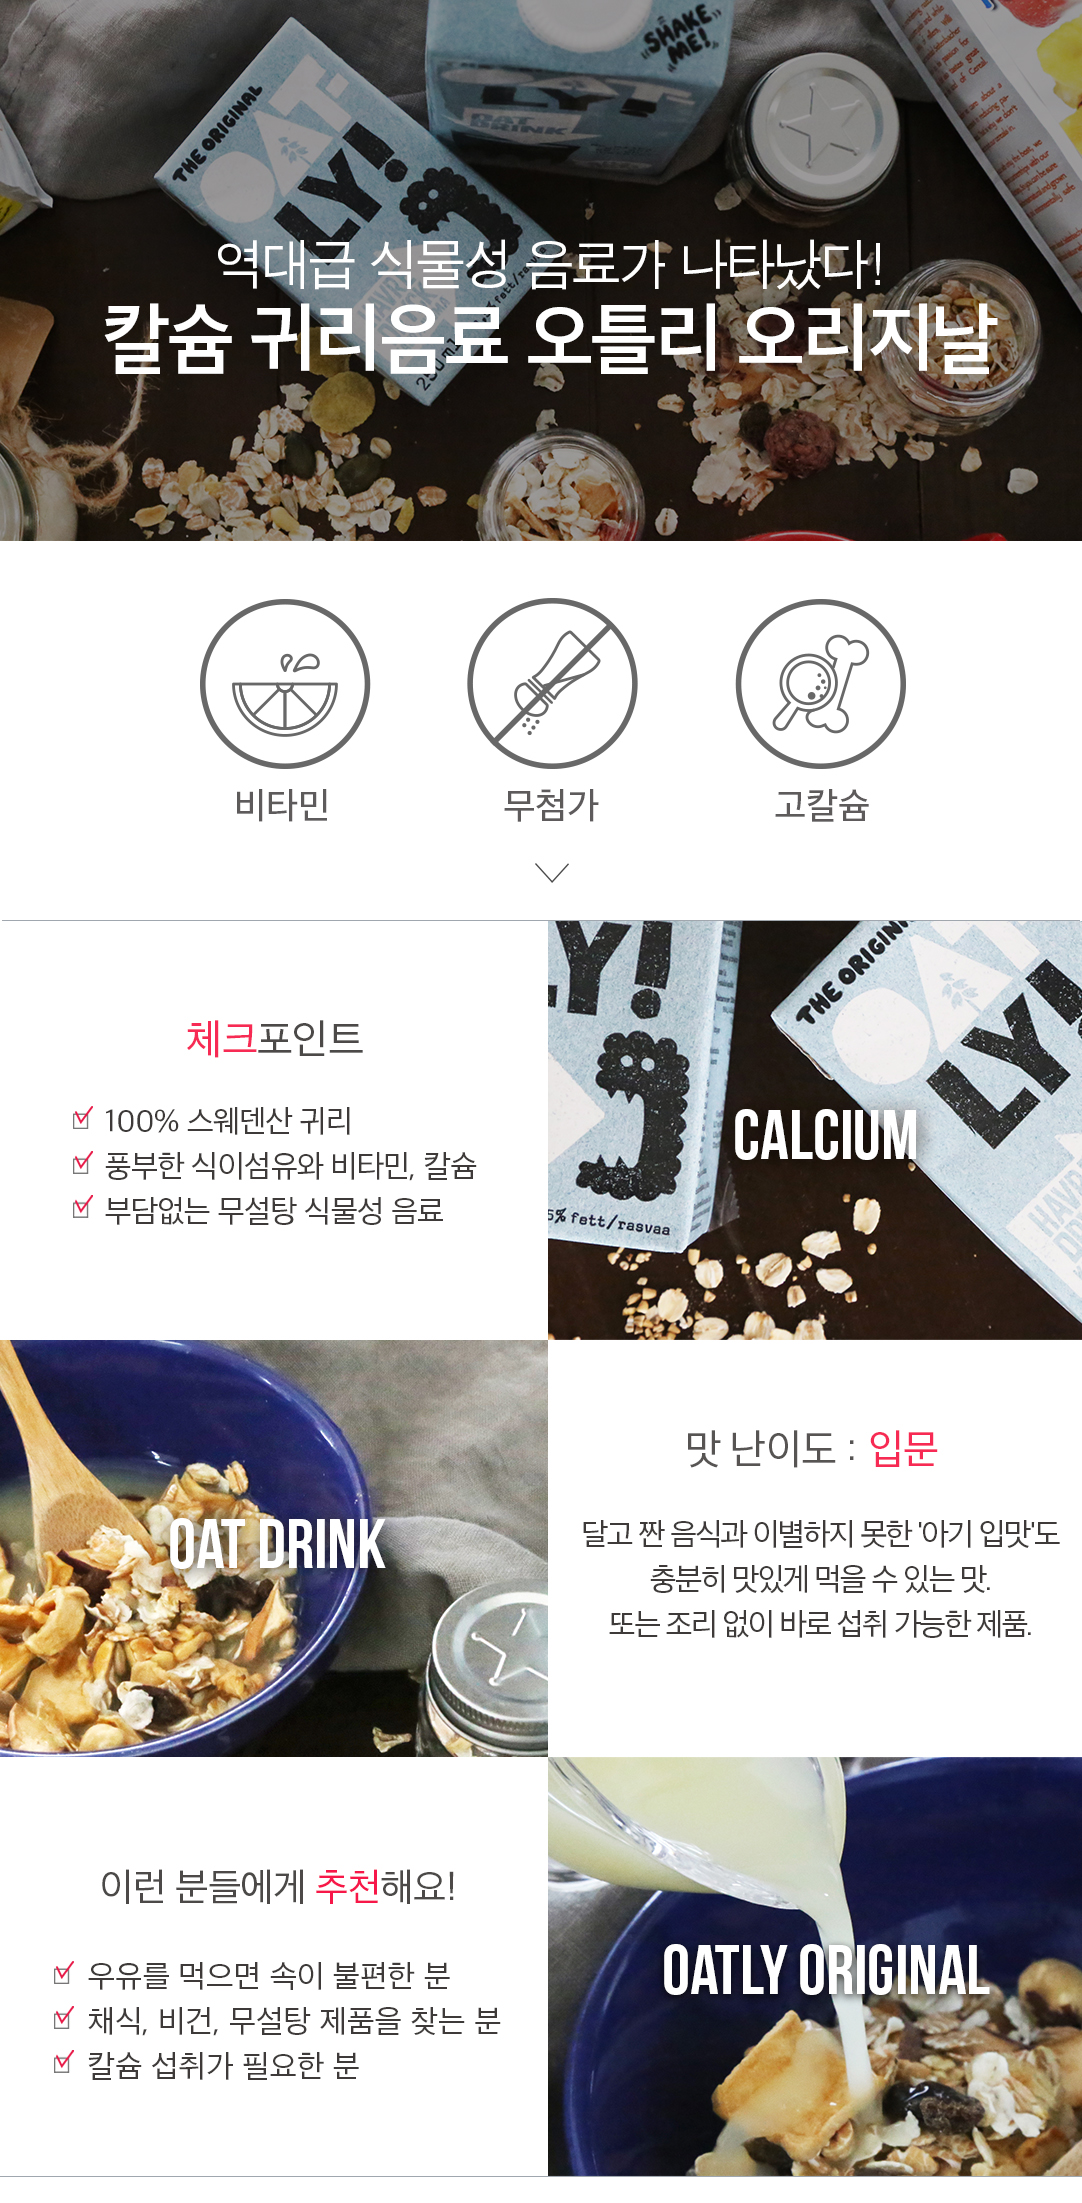 SHAKE
ME!
THE ORIGINAL
OAT-
LY!
OAT-
LY!
OAT
DRINK
역대급 식물성 음료가 나타났다!
칼슘 귀리음료 오틀리 오리지날
비타민
무첨가
고칼슘
체크포인트
100% 스웨덴산 귀리
풍부한 식이섬유와 비타민, 칼슘
부담없는 무설탕 식물성 음료
LY!
THE ORIGINAL
OAT
LY!
CALCIUM
5% fett/rasvaa
OAT DRINK
맛 난이도 : 입문
달고 짠 음식과 이별하지 못한 '아기 입맛'도
충분히 맛있게 먹을 수 있는 맛.
또는 조리 없이 바로 섭취 가능한 제품.
이런 분들에게 추천해요!
우유를 먹으면 속이 불편한 분
채식, 비건, 무설탕 제품을 찾는 분
칼슘 섭취가 필요한 분
OATLY ORIGINAL